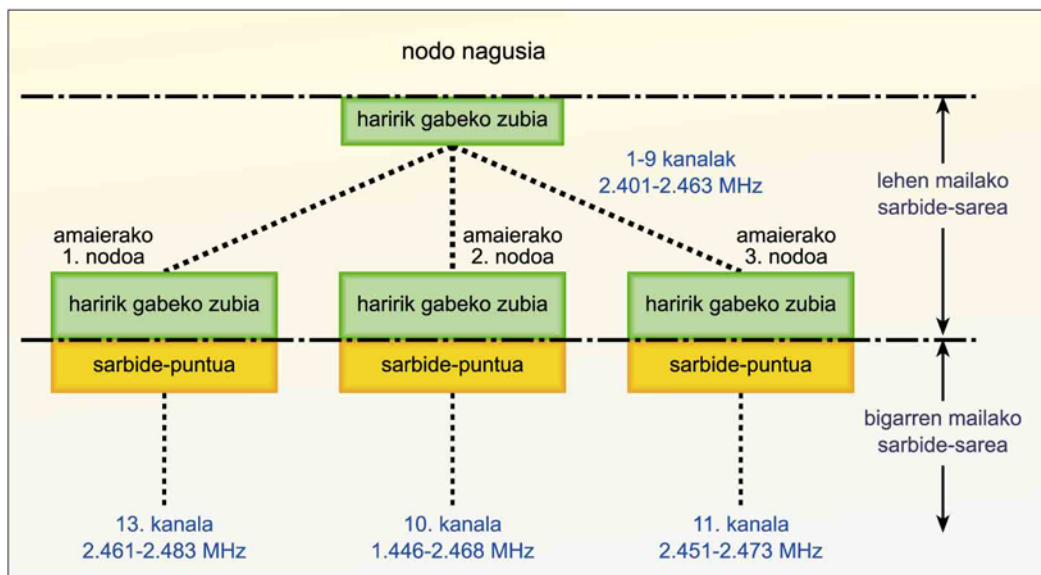 nodo nagusia
haririk gabeko zubia
1-9 kanalak
2.401-2.463 MHz
lehen mailako
sarbide-sarea
amaierako
1. nodoa
amaierako
2. nodoa
amaierako
3. nodoa
haririk gabeko zubia
haririk gabeko zubia
haririk gabeko zubia
sarbide-puntua
sarbide-puntua
sarbide-puntua
bigarren mailako
sarbide-sarea
13. kanala
2.461-2.483 MHz
10. kanala
1.446-2.468 MHz
11. kanala
2.451-2.473 MHz